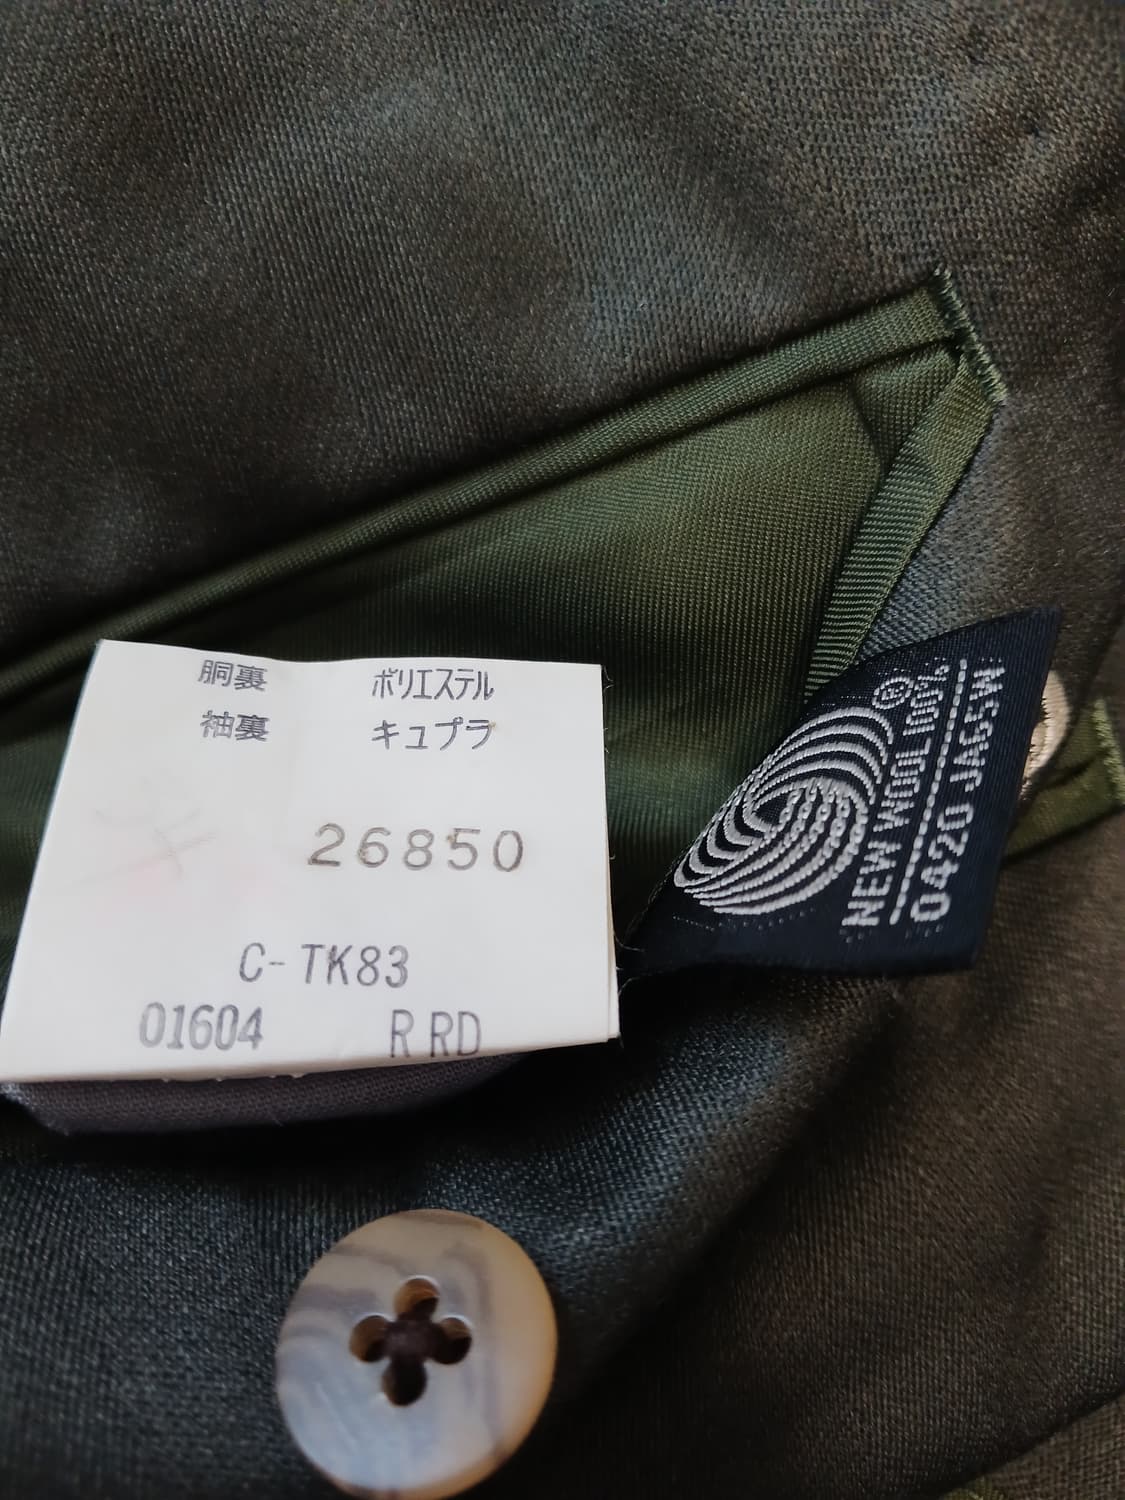 胴裏 ポリエステル
袖裏 キュプラ
26850
C-TK83
01604 R RD
®
NEW WOOL 100%
0420 JA55W